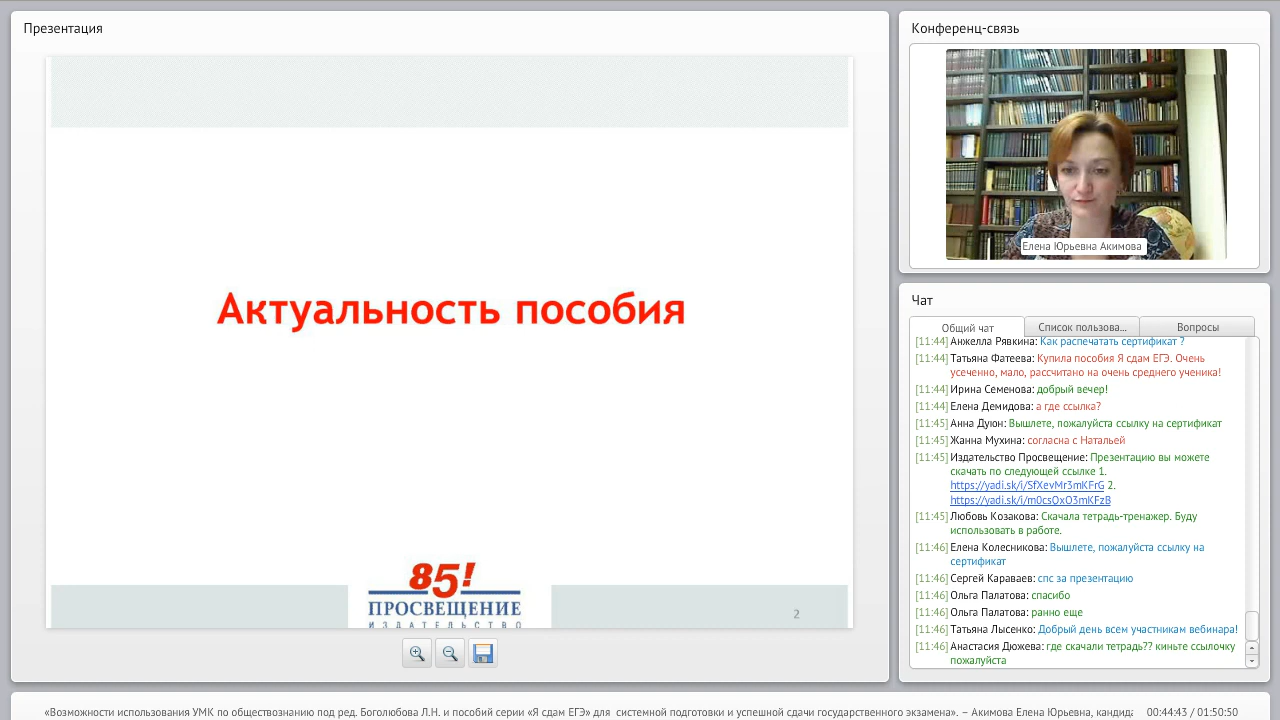 Презентация
Актуальность пособия
85!
ПРОСВЕЩЕНИЕ
ИЗДАТЕЛЬСТВО
2
Конференц-связь
Елена Юрьевна Акимова
Чат
Общий чат
Список пользова...
Вопросы
[11:44] Анжелла Рявкина: Как распечатать сертификат ?
[11:44] Татьяна Фатеева: Купила пособия Я сдам ЕГЭ. Очень
усеченно, мало, рассчитано на очень среднего ученика!
[11:44] Ирина Семенова: добрый вечер!
[11:44] Елена Демидова: а где ссылка?
[11:45] Анна Дуюн: Вышлете, пожалуйста ссылку на сертификат
[11:45] Жанна Мухина: согласна с Натальей
[11:45] Издательство Просвещение: Презентацию вы можете
скачать по следующей ссылке 1.
https://yadi.sk/i/SfXevMr3mKFrG 2.
https://yadi.sk/i/m0csQxO3mKFzB
[11:45] Любовь Козакова: Скачала тетрадь-тренажер. Буду
использовать в работе.
[11:46] Елена Колесникова: Вышлете, пожалуйста ссылку на
сертификат
[11:46] Сергей Караваев: спс за презентацию
[11:46] Ольга Палатова: спасибо
[11:46] Ольга Палатова: ранно еще
[11:46] Татьяна Лысенко: Добрый день всем участникам вебинара!
[11:46] Анастасия Дюжева: где скачали тетрадь?? киньте ссылочку
пожалуйста
«Возможности использования УМК по обществознанию под ред. Боголюбова Л.Н. и пособий серии «Я сдам ЕГЭ» для системной подготовки и успешной сдачи государственного экзамена». – Акимова Елена Юрьевна, кандида
00:44:43 / 01:50:50